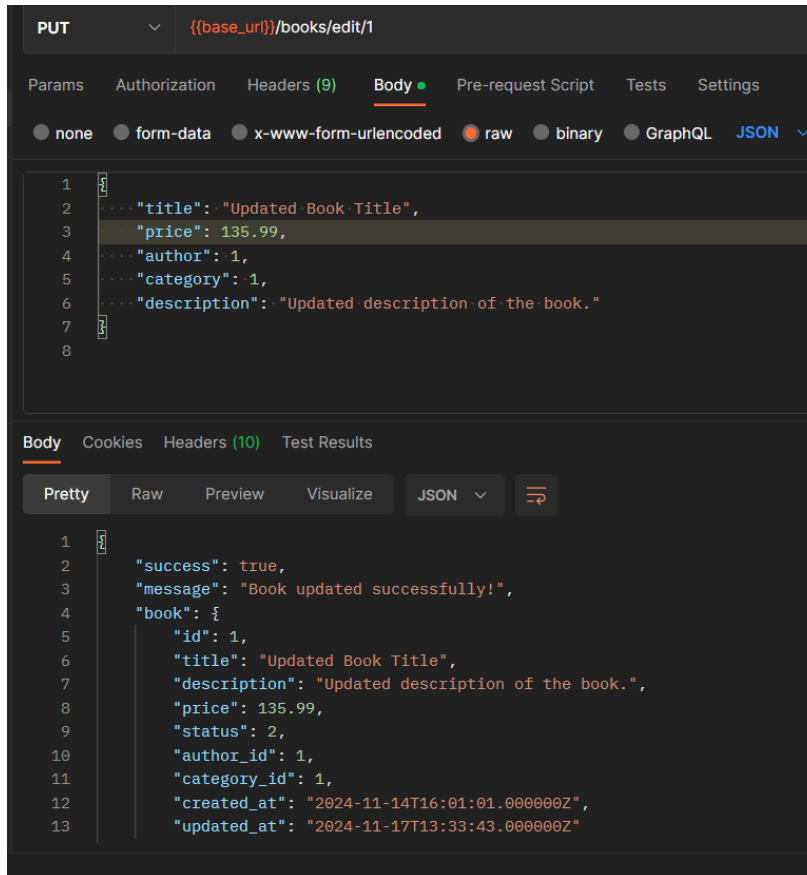 PUT {{base_url}}/books/edit/1
Params Authorization Headers (9) Body Pre-request Script Tests Settings
none form-data x-www-form-urlencoded raw binary GraphQL JSON
1 {
2 "title": "Updated Book Title",
3 "price": 135.99,
4 "author": 1,
5 "category": 1,
6 "description": "Updated description of the book."
7 }
8
Body Cookies Headers (10) Test Results
Pretty Raw Preview Visualize JSON
1 {
2 "success": true,
3 "message": "Book updated successfully!",
4 "book": {
5 "id": 1,
6 "title": "Updated Book Title",
7 "description": "Updated description of the book.",
8 "price": 135.99,
9 "status": 2,
10 "author_id": 1,
11 "category_id": 1,
12 "created_at": "2024-11-14T16:01:01.000000Z",
13 "updated_at": "2024-11-17T13:33:43.000000Z"